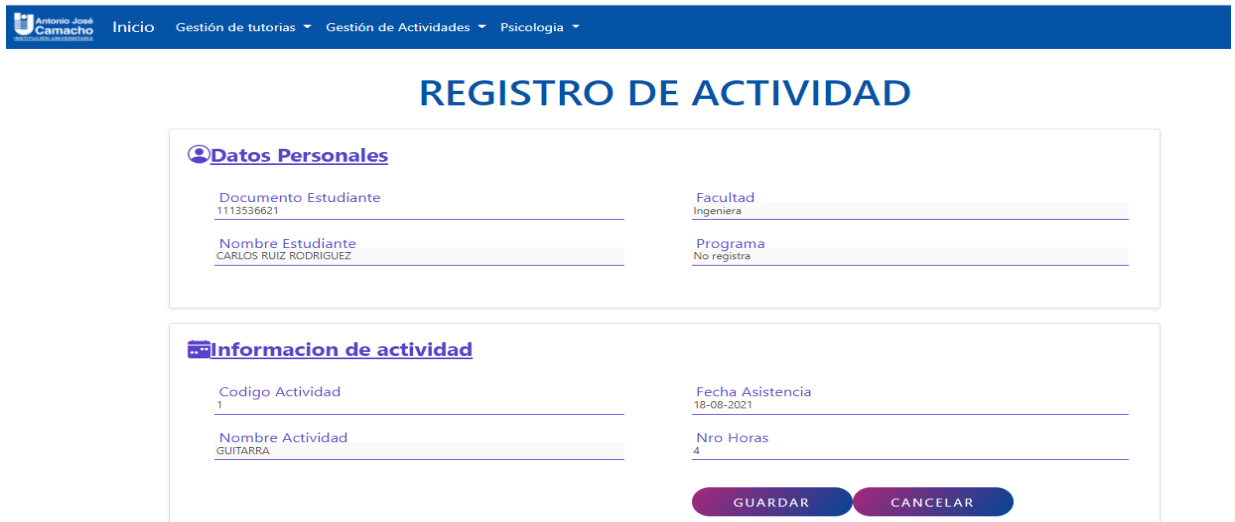 Antonio José
Camacho
INSTITUCIÓN UNIVERSITARIA
Inicio Gestión de tutorias Gestión de Actividades Psicologia
REGISTRO DE ACTIVIDAD
Datos Personales
Documento Estudiante
1113536621
Facultad
Ingeniera
Nombre Estudiante
CARLOS RUIZ RODRIGUEZ
Programa
No registra
Informacion de actividad
Codigo Actividad
1
Fecha Asistencia
18-08-2021
Nombre Actividad
GUITARRA
Nro Horas
4
GUARDAR CANCELAR